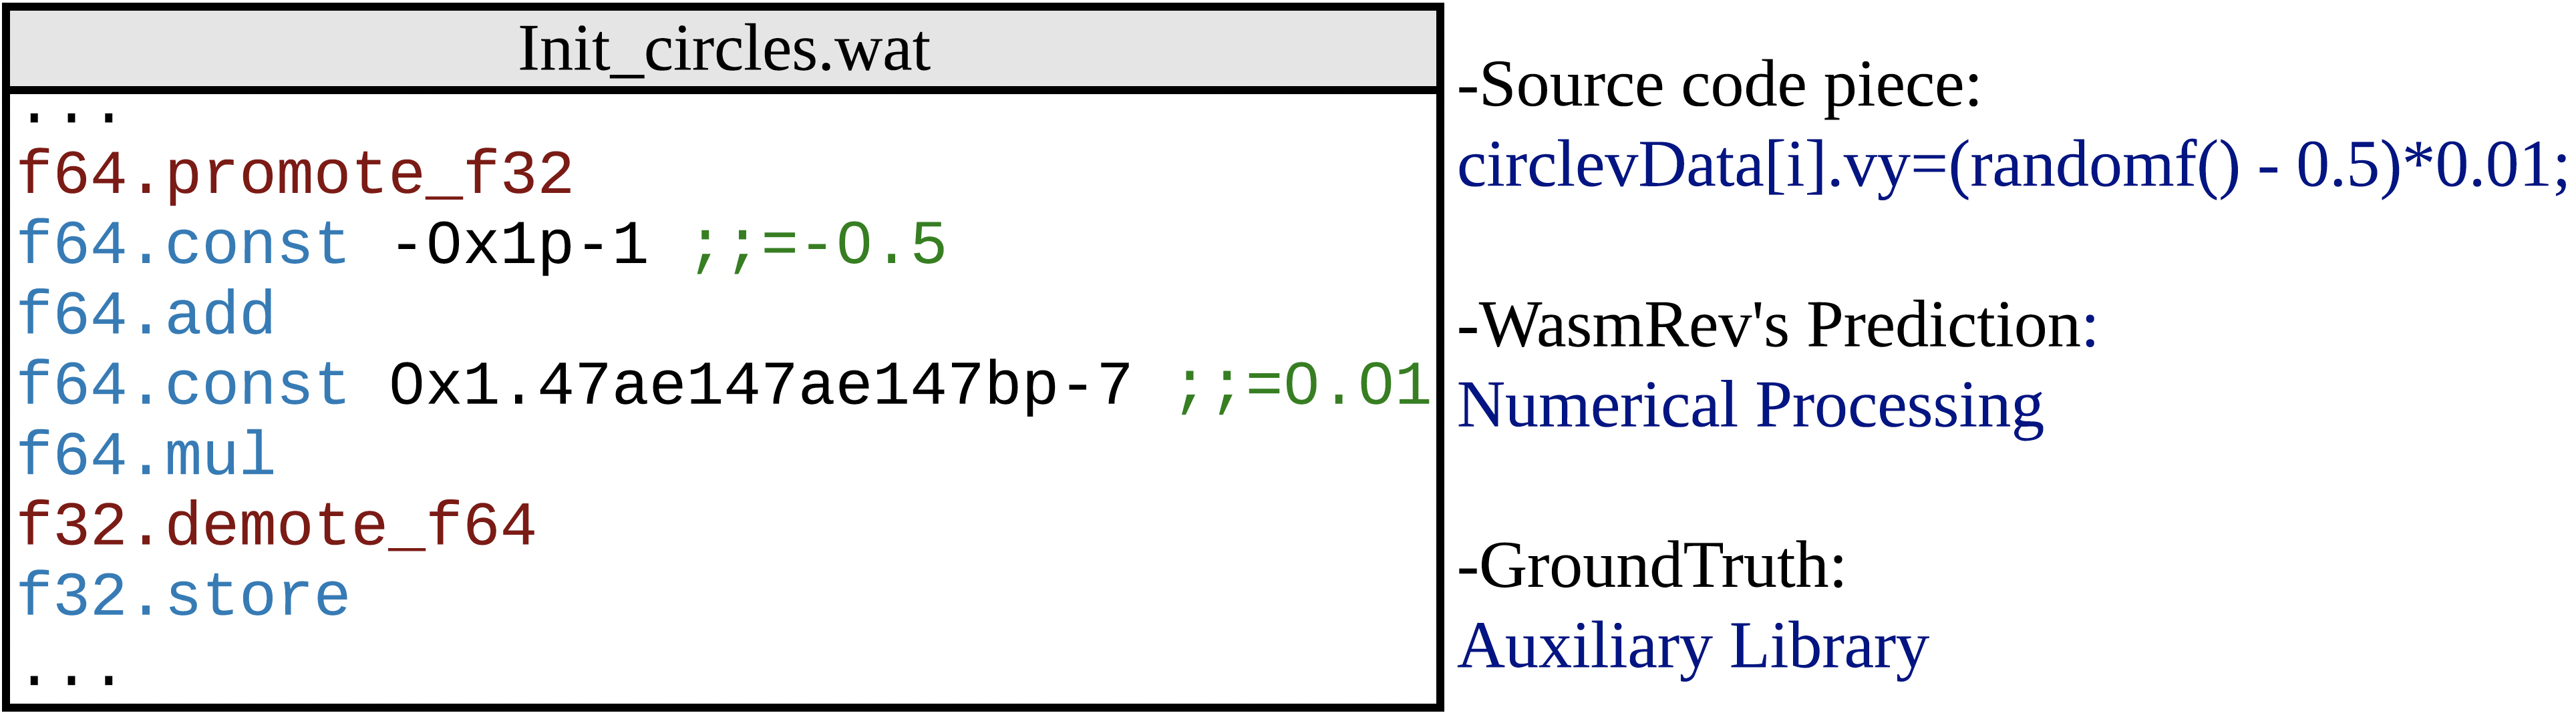 Init_circles.wat
...
f64.promote_f32
f64.const -0x1p-1 ;;=-0.5
f64.add
f64.const 0x1.47ae147ae147bp-7 ;;=0.01
f64.mul
f32.demote_f64
f32.store
...
-Source code piece:
circlevData[i].vy=(randomf() - 0.5)*0.01;
-WasmRev's Prediction:
Numerical Processing
-GroundTruth:
Auxiliary Library